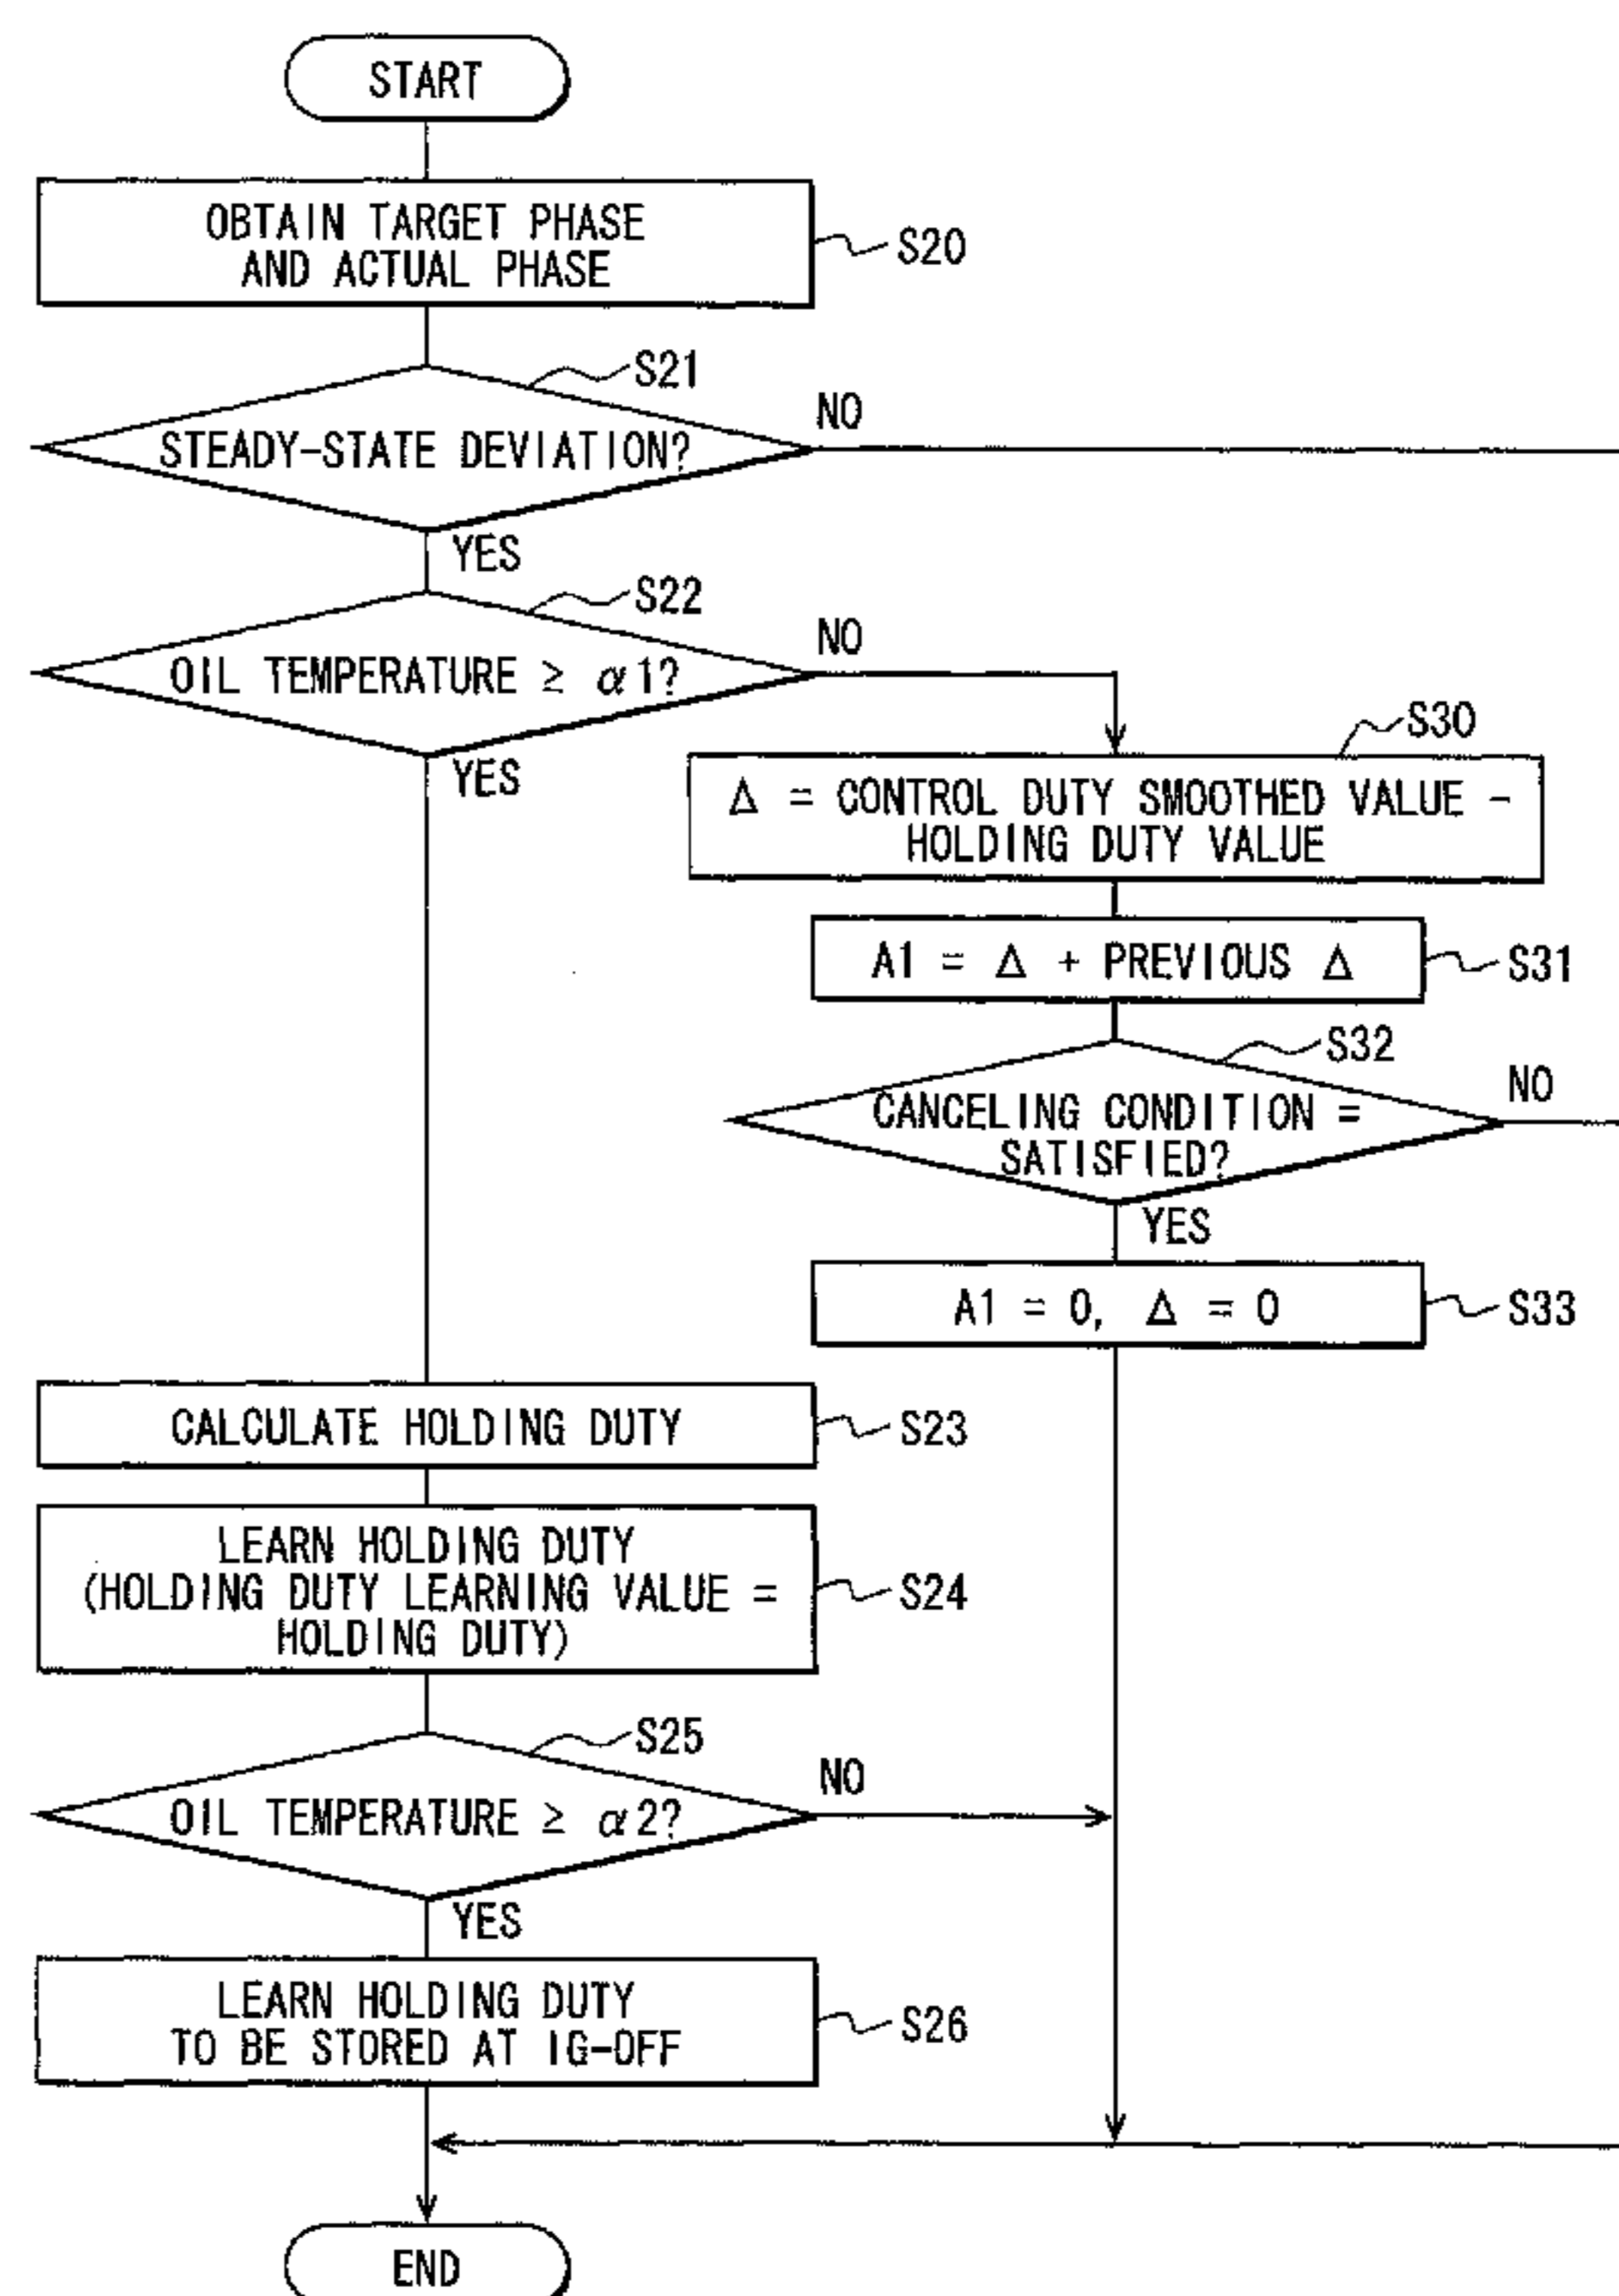 START
OBTAIN TARGET PHASE
AND ACTUAL PHASE
S20
S21
STEADY-STATE DEVIATION?
NO
YES
S22
OIL TEMPERATURE ≥ α1?
NO
YES
S30
Δ = CONTROL DUTY SMOOTHED VALUE -
HOLDING DUTY VALUE
A1 = Δ + PREVIOUS Δ
S31
S32
CANCELING CONDITION =
SATISFIED?
NO
YES
A1 = 0, Δ = 0
S33
CALCULATE HOLDING DUTY
S23
LEARN HOLDING DUTY
(HOLDING DUTY LEARNING VALUE =
HOLDING DUTY)
S24
S25
OIL TEMPERATURE ≥ α2?
NO
YES
LEARN HOLDING DUTY
TO BE STORED AT IG-OFF
S26
END